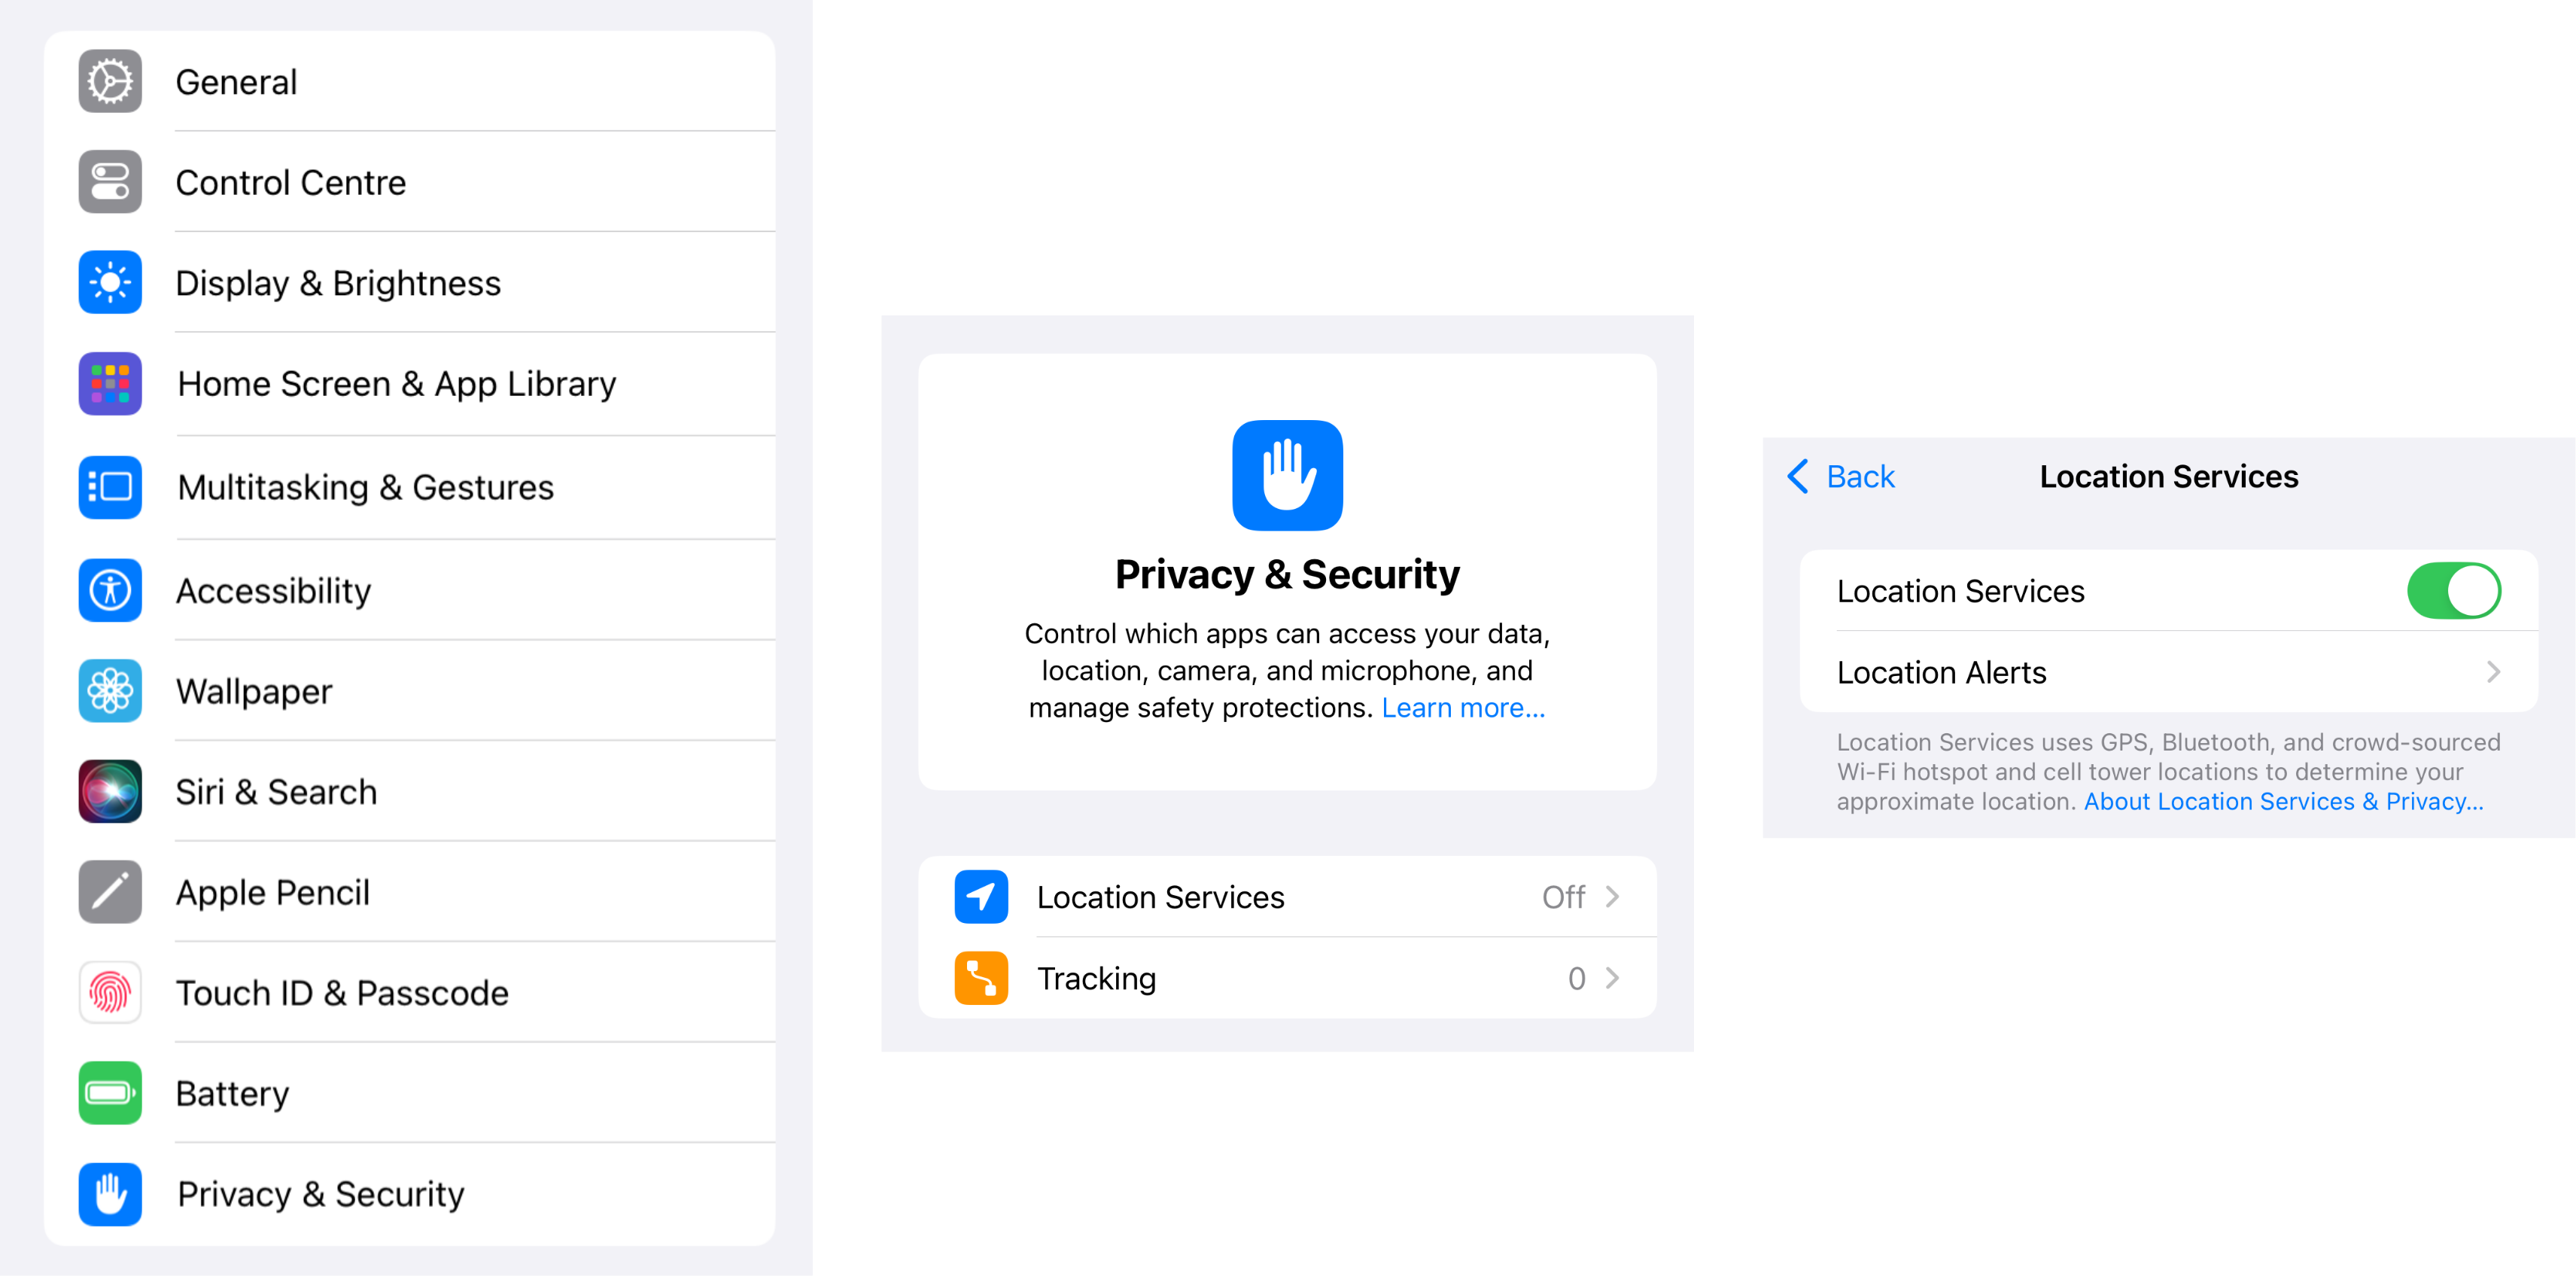 General
Control Centre
Display & Brightness
Home Screen & App Library
Multitasking & Gestures
Accessibility
Wallpaper
Siri & Search
Apple Pencil
Touch ID & Passcode
Battery
Privacy & Security
Privacy & Security
Control which apps can access your data,
location, camera, and microphone, and
manage safety protections. Learn more...
Location Services Off
Tracking 0
Back Location Services
Location Services
Location Alerts
Location Services uses GPS, Bluetooth, and crowd-sourced
Wi-Fi hotspot and cell tower locations to determine your
approximate location. About Location Services & Privacy...